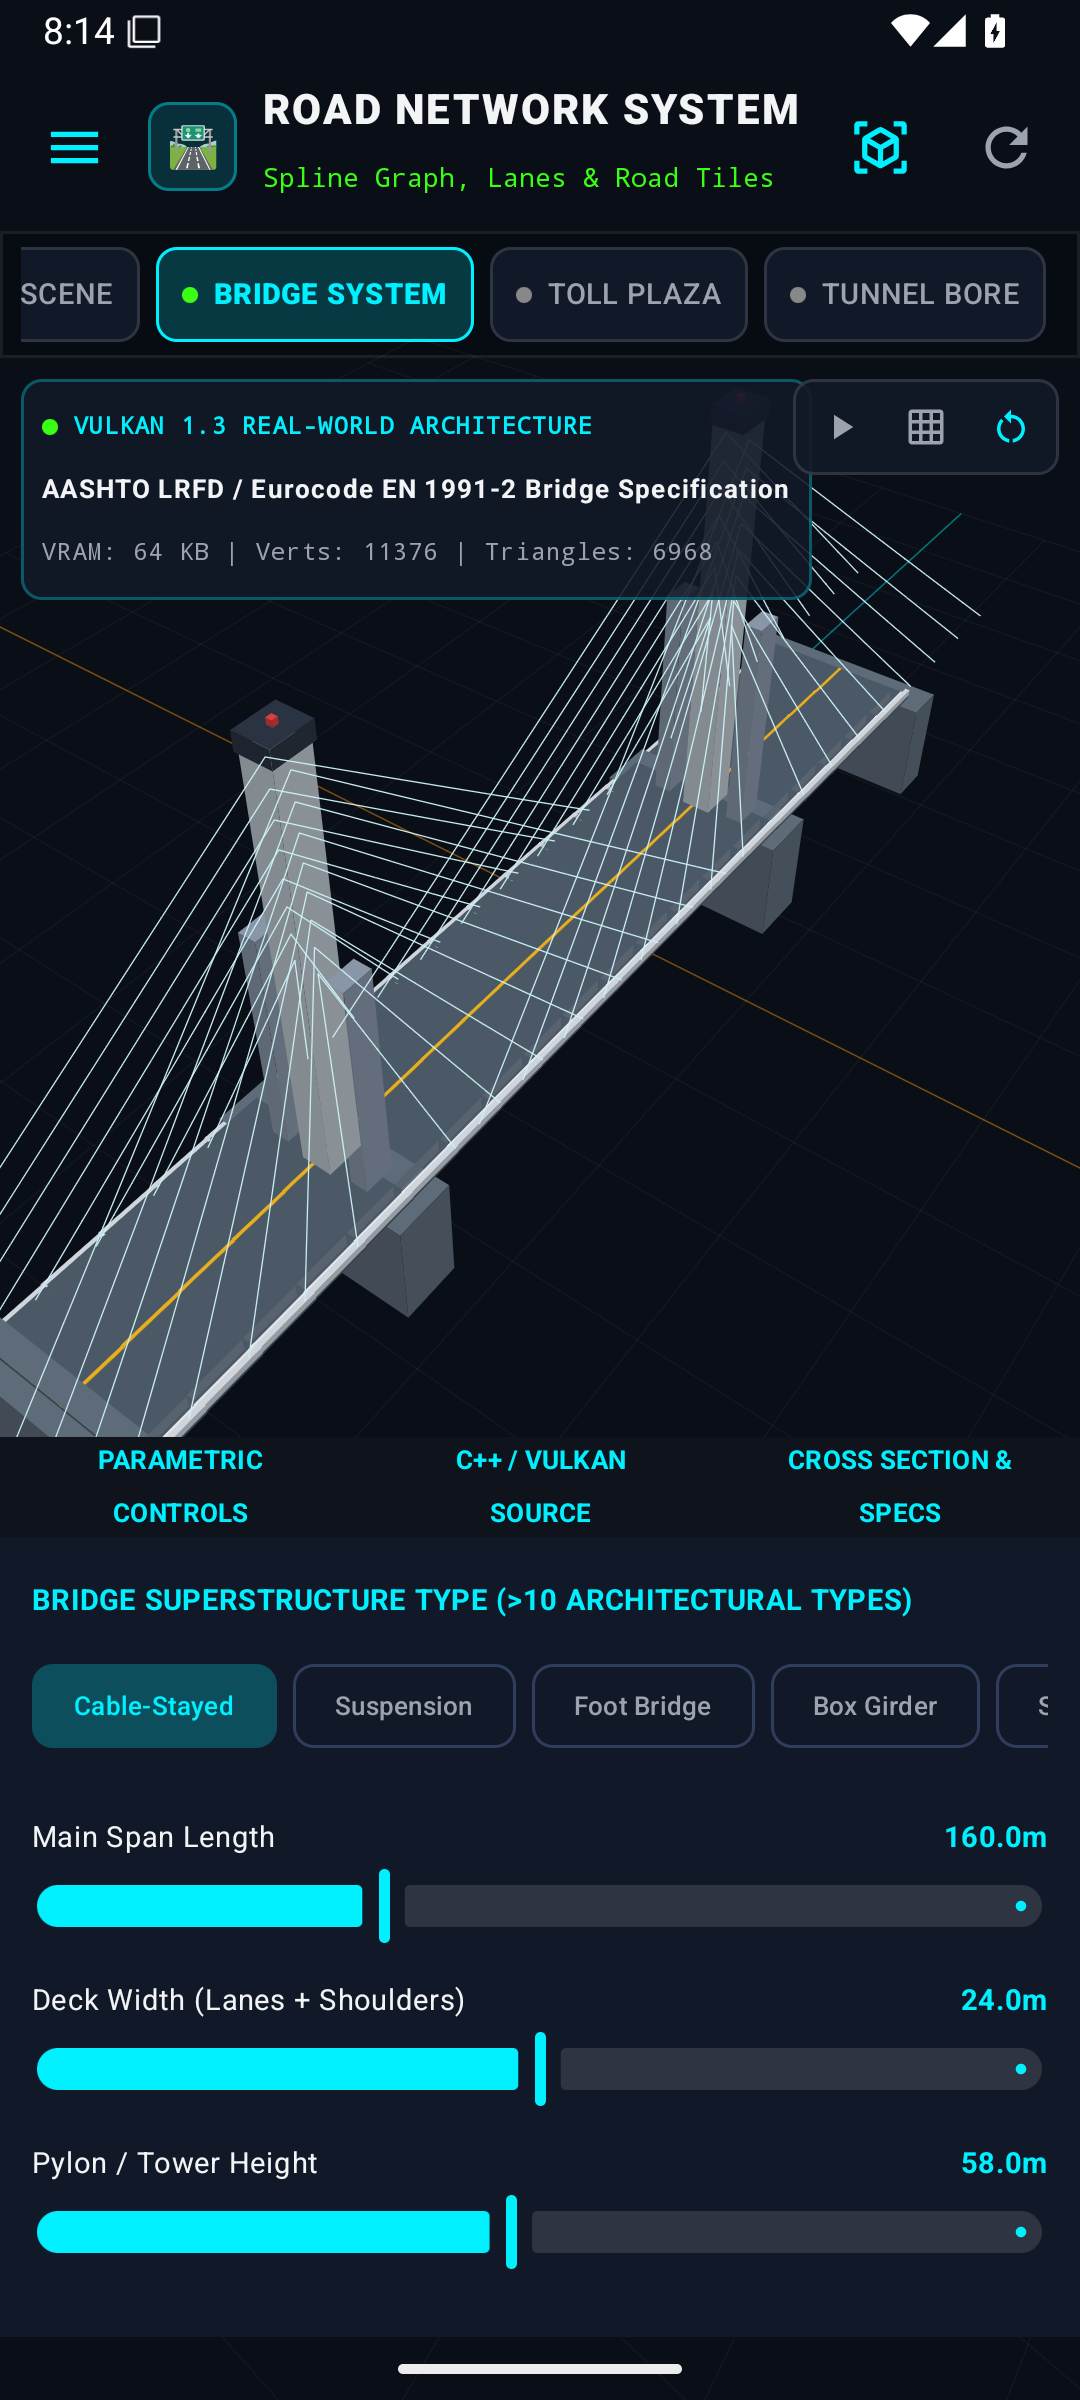 8:14
ROAD NETWORK SYSTEM
Spline Graph, Lanes & Road Tiles
SCENE
BRIDGE SYSTEM
TOLL PLAZA
TUNNEL BORE
VULKAN 1.3 REAL-WORLD ARCHITECTURE
AASHTO LRFD / Eurocode EN 1991-2 Bridge Specification
VRAM: 64 KB | Verts: 11376 | Triangles: 6968
PARAMETRIC
CONTROLS
C++ / VULKAN
SOURCE
CROSS SECTION &
SPECS
BRIDGE SUPERSTRUCTURE TYPE (>10 ARCHITECTURAL TYPES)
Cable-Stayed
Suspension
Foot Bridge
Box Girder
Main Span Length
160.0m
Deck Width (Lanes + Shoulders)
24.0m
Pylon / Tower Height
58.0m